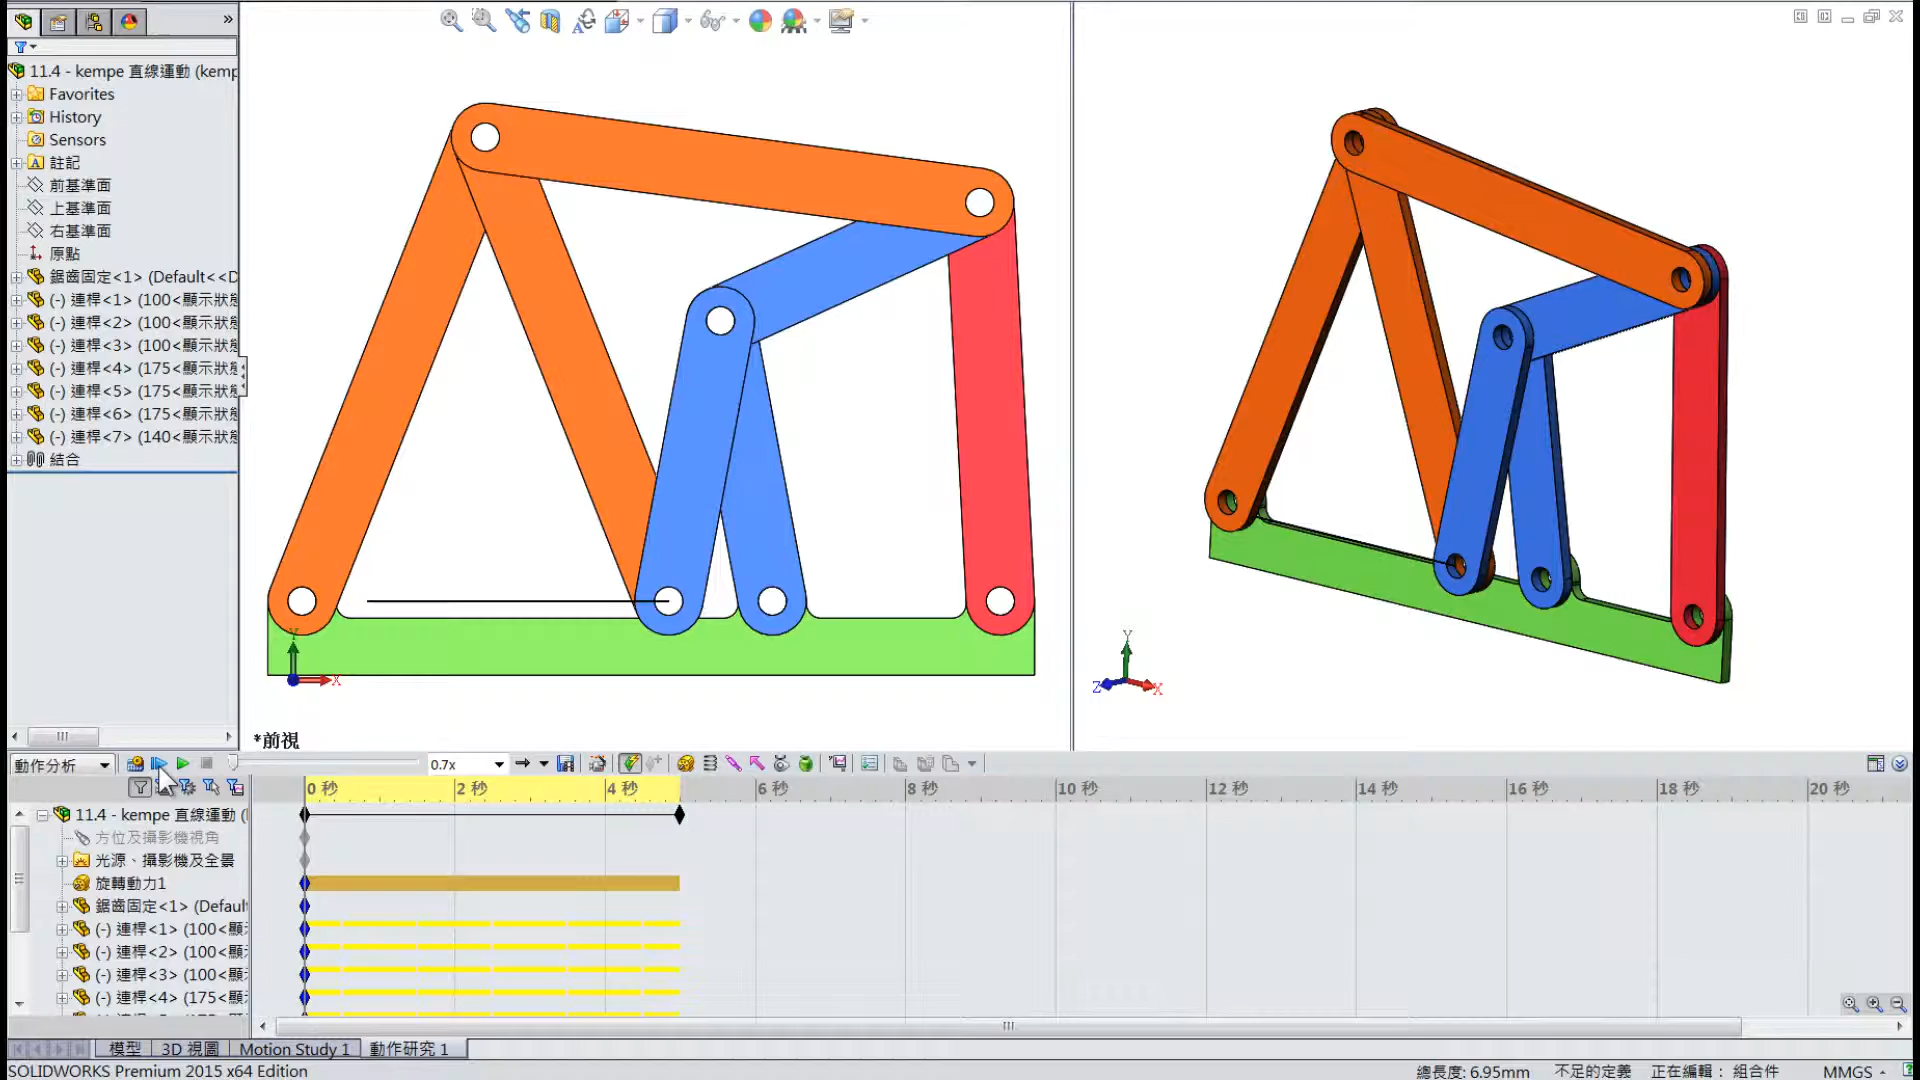 11.4 - kempe 直線運動 (kemp
Favorites
History
Sensors
註記
前基準面
上基準面
右基準面
原點
鋸齒固定<1> (Default<<D
(-) 連桿<1> (100<顯示狀態
(-) 連桿<2> (100<顯示狀態
(-) 連桿<3> (100<顯示狀態
(-) 連桿<4> (175<顯示狀態
(-) 連桿<5> (175<顯示狀態
(-) 連桿<6> (175<顯示狀態
(-) 連桿<7> (140<顯示狀態
結合
Y
X
Y
Z
X
*前視
動作分析
0.7x
0 秒 2 秒 4 秒 6 秒 8 秒 10 秒 12 秒 14 秒 16 秒 18 秒 20 秒
11.4 - kempe 直線運動 (
方位及攝影機視角
光源、攝影機及全景
旋轉動力1
鋸齒固定<1> (Defaul
(-) 連桿<1> (100<顯
(-) 連桿<2> (100<顯
(-) 連桿<3> (100<顯
(-) 連桿<4> (175<顯
模型 3D 視圖 Motion Study 1 動作研究 1
SOLIDWORKS Premium 2015 x64 Edition
總長度: 6.95mm 不足的定義 正在編輑： 組合件 MMGS